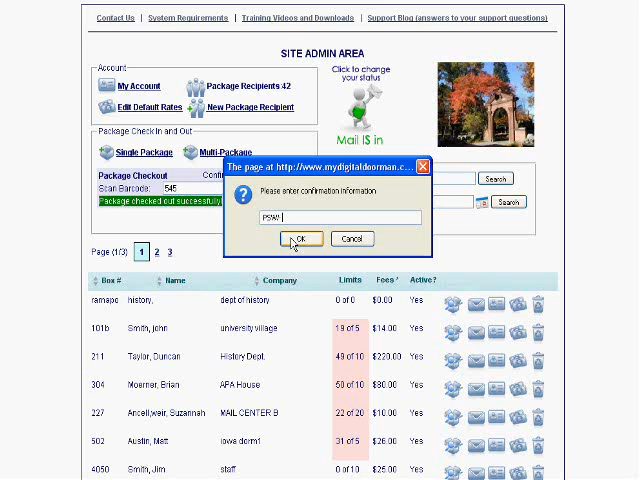 Contact Us | System Requirements | Training Videos and Downloads | Support Blog (answers to your support questions)
SITE ADMIN AREA
Account
My Account
Package Recipients:42
Edit Default Rates
New Package Recipient
Click to change
your status
Mail IS in
Package Check In and Out
Single Package
Multi-Package
Package Checkout
Scan Barcode:
545
Package checked out successfully!
The page at http://www.mydigitaldoorman.c...
Please enter confirmation information
OK
Cancel
Search
Search
Page (1/3) 1 2 3
Box # Name Company Limits Fees Active?
ramapo history, dept of history 0 of 0 $0.00 Yes
101b Smith, john university village 19 of 5 $14.00 Yes
211 Taylor, Duncan History Dept. 49 of 10 $220.00 Yes
304 Moerner, Brian APA House 50 of 10 $80.00 Yes
227 Ancell;weir, Suzannah MAIL CENTER B 22 of 20 $10.00 Yes
502 Austin, Matt iowa dorm1 31 of 5 $26.00 Yes
4050 Smith, Jim staff 0 of 10 $25.00 Yes